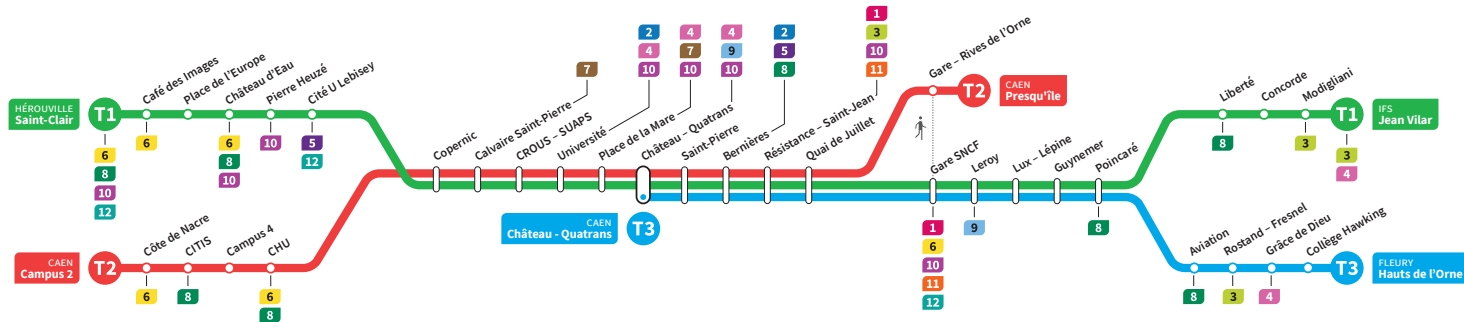 2
4
10
4
7
10
4
9
10
2
5
8
1
3
10
11
7
HÉROUVILLE
Saint-Clair
T1
Café des Images
Place de l'Europe
Château d'Eau
Pierre Heuzé
Cité U Lebisey
6
8
10
12
6
6
8
10
10
5
12
Copernic
Calvaire Saint-Pierre
CROUS – SUAPS
Université
Place de la Mare
Château – Quatrans
Saint-Pierre
Bernières
Résistance – Saint-Jean
Quai de Juillet
Gare – Rives de l'Orne
T2
CAEN
Presqu'île
Gare SNCF
Leroy
Lux – Lépine
Guynemer
Poincaré
1
6
10
11
12
9
8
Liberté
Concorde
Modigliani
T1
IFS
Jean Vilar
8
3
3
4
CAEN
Château - Quatrans
T3
CAEN
Campus 2
T2
Côte de Nacre
CITIS
Campus 4
CHU
6
8
6
8
Aviation
Rostand – Fresnel
Grâce de Dieu
Collège Hawking
T3
FLEURY
Hauts de l'Orne
8
3
4